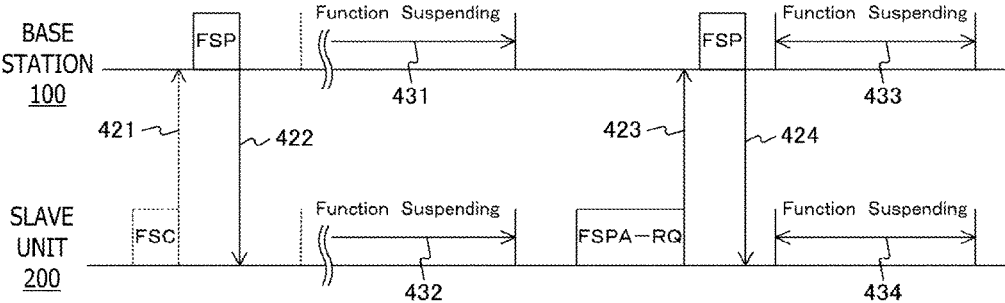 BASE
STATION
100
FSP
Function Suspending
431
FSP
Function Suspending
433
421
422
423
424
SLAVE
UNIT
200
FSC
Function Suspending
432
FSPA-RQ
Function Suspending
434